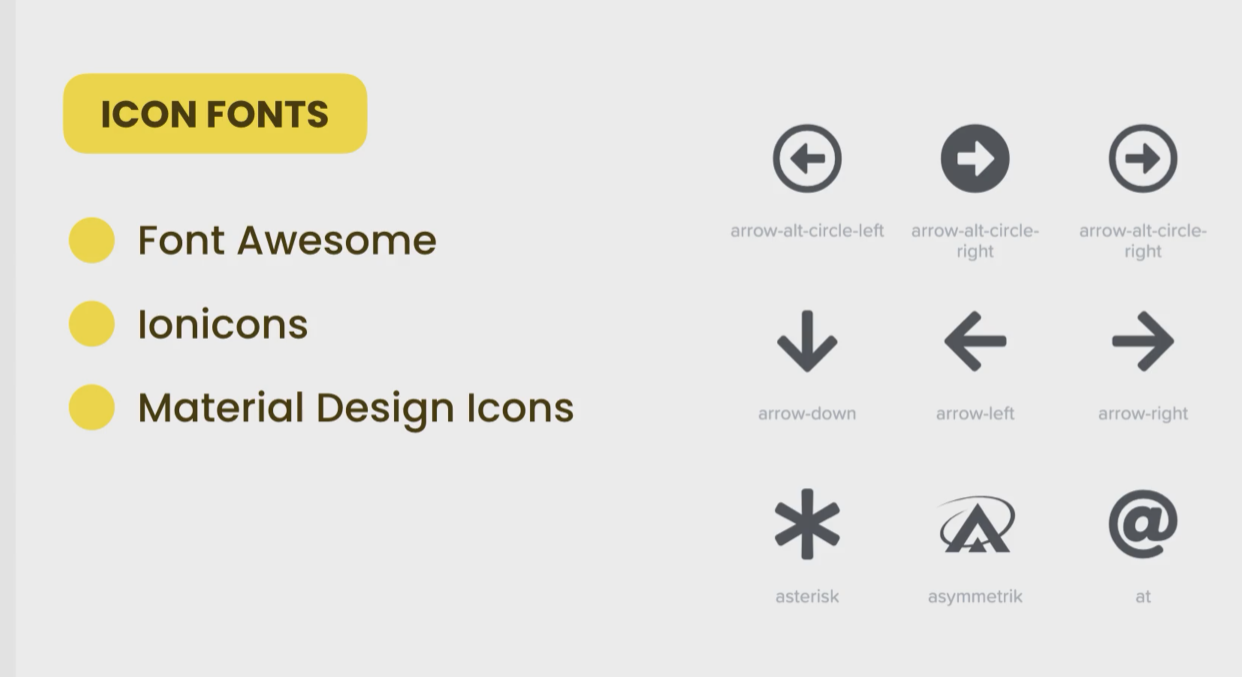 ICON FONTS
Font Awesome
Ionicons
Material Design Icons
arrow-alt-circle-left
arrow-alt-circle-
right
arrow-alt-circle-
right
arrow-down
arrow-left
arrow-right
asterisk
asymmetrik
at